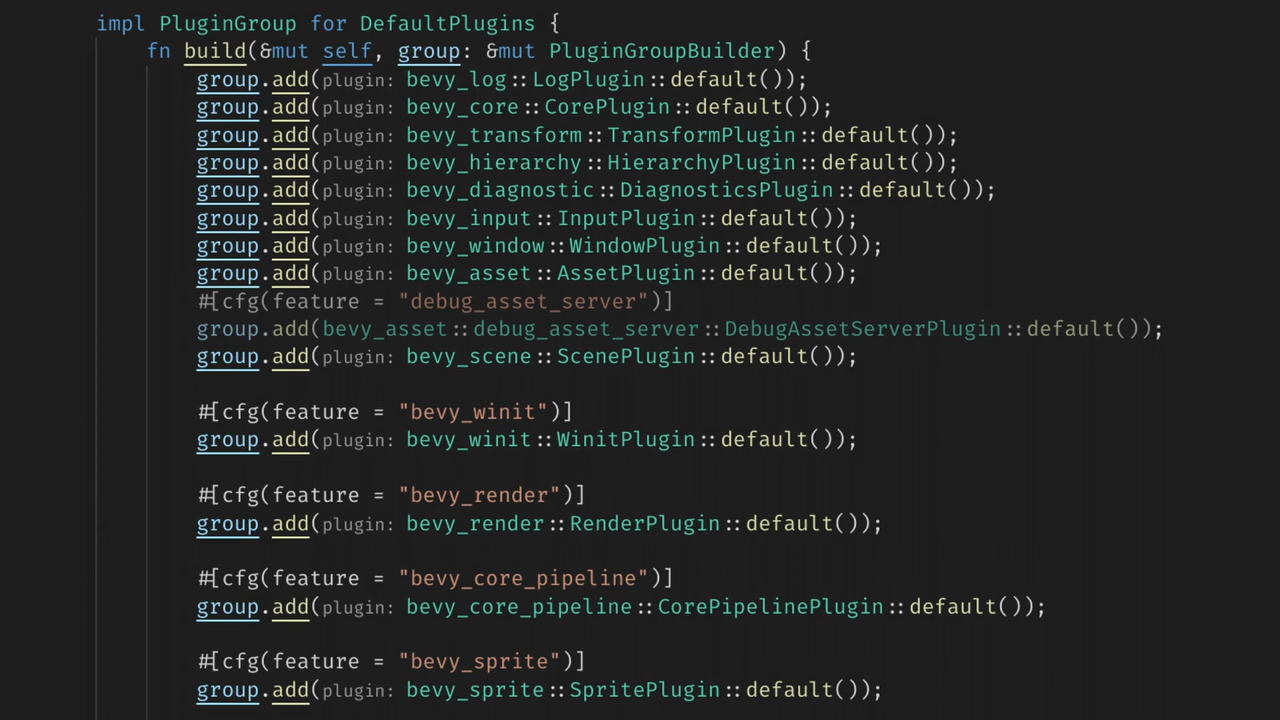 impl PluginGroup for DefaultPlugins {
fn build(&mut self, group: &mut PluginGroupBuilder) {
group.add(plugin: bevy_log::LogPlugin::default());
group.add(plugin: bevy_core::CorePlugin::default());
group.add(plugin: bevy_transform::TransformPlugin::default());
group.add(plugin: bevy_hierarchy::HierarchyPlugin::default());
group.add(plugin: bevy_diagnostic::DiagnosticsPlugin::default());
group.add(plugin: bevy_input::InputPlugin::default());
group.add(plugin: bevy_window::WindowPlugin::default());
group.add(plugin: bevy_asset::AssetPlugin::default());
#[cfg(feature = "debug_asset_server")]
group.add(bevy_asset::debug_asset_server::DebugAssetServerPlugin::default());
group.add(plugin: bevy_scene::ScenePlugin::default());
#[cfg(feature = "bevy_winit")]
group.add(plugin: bevy_winit::WinitPlugin::default());
#[cfg(feature = "bevy_render")]
group.add(plugin: bevy_render::RenderPlugin::default());
#[cfg(feature = "bevy_core_pipeline")]
group.add(plugin: bevy_core_pipeline::CorePipelinePlugin::default());
#[cfg(feature = "bevy_sprite")]
group.add(plugin: bevy_sprite::SpritePlugin::default());